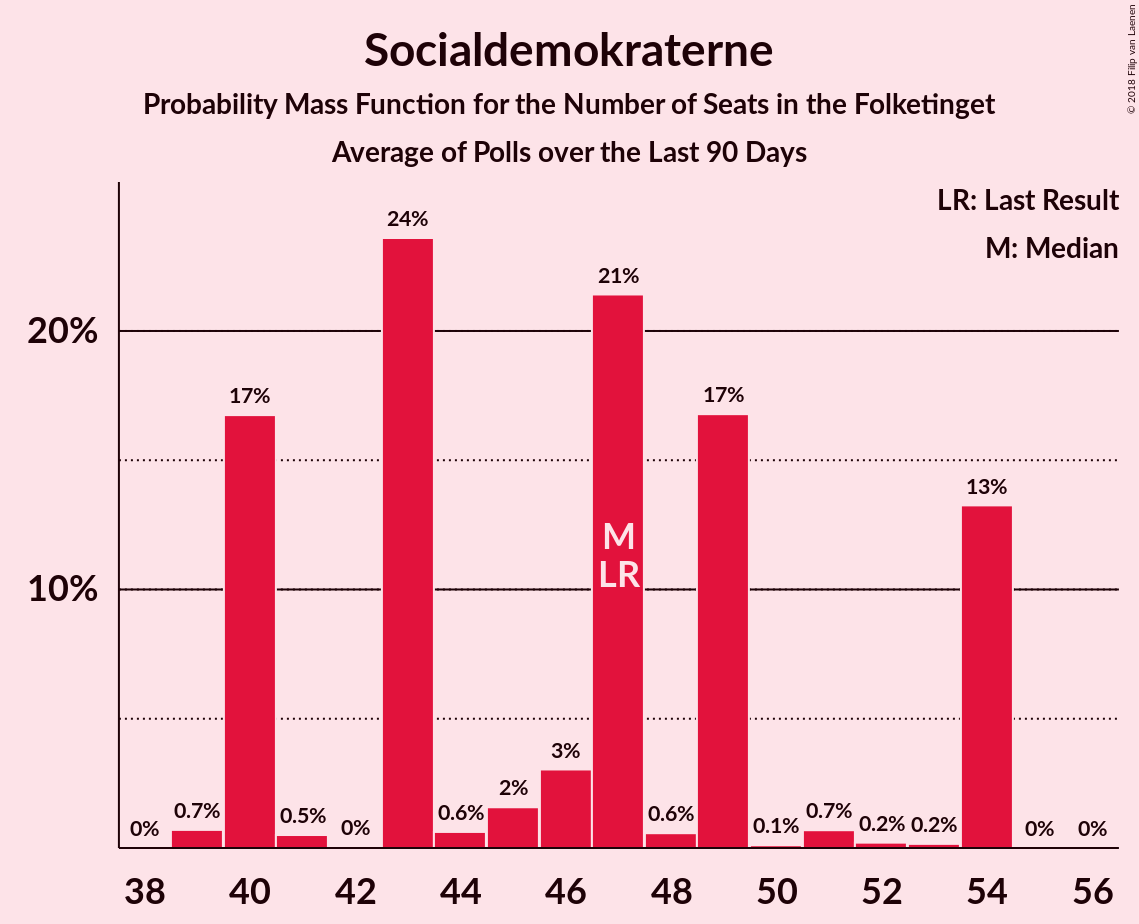 Socialdemokraterne
Probability Mass Function for the Number of Seats in the Folketinget
Average of Polls over the Last 90 Days
© 2018 Filip van Laenen
LR: Last Result
M: Median
20%
10%
0%
0.7%
17%
0.5%
0%
24%
0.6%
2%
3%
21%
0.6%
17%
0.1%
0.7%
0.2%
0.2%
13%
0%
0%
M
LR
38 40 42 44 46 48 50 52 54 56